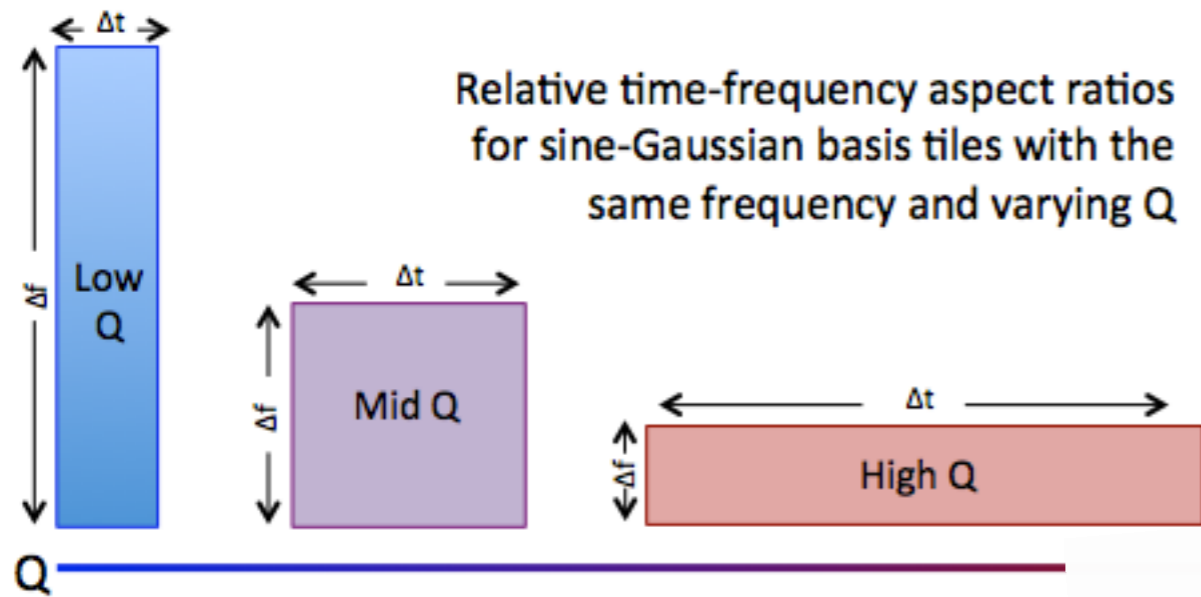 Δt
Relative time-frequency aspect ratios
for sine-Gaussian basis tiles with the
same frequency and varying Q
Δf
Low
Q
Δt
Δf
Mid Q
Δt
Δf
High Q
Q